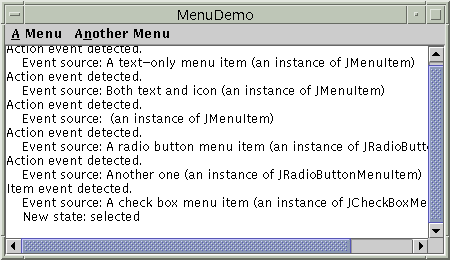 MenuDemo
A Menu Another Menu
Action event detected.
Event source: A text-only menu item (an instance of JMenuItem)
Action event detected.
Event source: Both text and icon (an instance of JMenuItem)
Action event detected.
Event source:  (an instance of JMenuItem)
Action event detected.
Event source: A radio button menu item (an instance of JRadioButt
Action event detected.
Event source: Another one (an instance of JRadioButtonMenuItem)
Item event detected.
Event source: A check box menu item (an instance of JCheckBoxMe
New state: selected